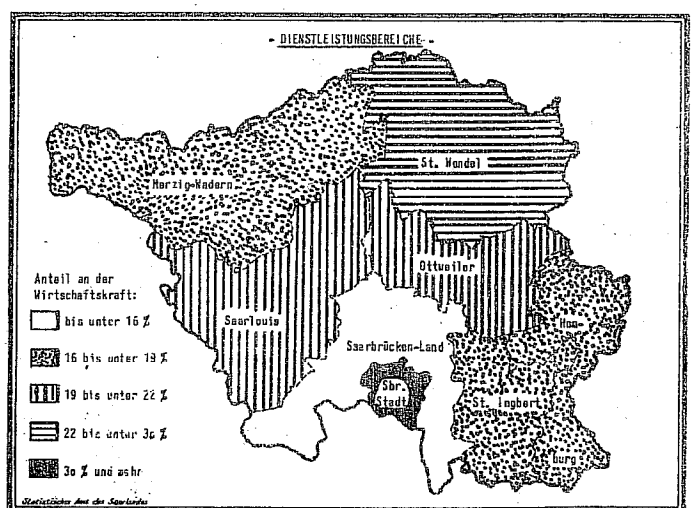 - DIENSTLEISTUNGSBEREICHE -
St. Wendel
Merzig-Wadern
Ottweiler
Anteil an der
Wirtschaftskraft:
bis unter 16 %
Saarlouis
Hom-
Saarbrücken-Land
16 bis unter 19 %
Sbr.
Stadt
19 bis unter 22 %
St. Ingbert
22 bis unter 30 %
burg
30 % und mehr
Statistisches Amt des Saarlandes